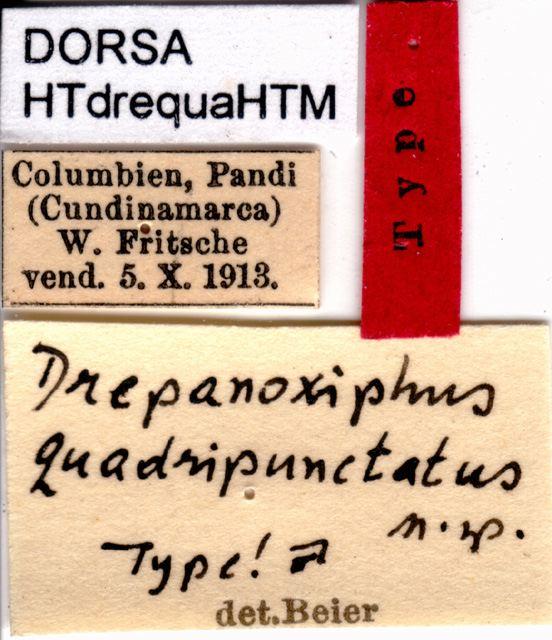 DORSA
HTdrequaHTM
Type
Columbien, Pandi
(Cundinamarca)
W. Fritsche
vend. 5. X. 1913.
Drepanoxiphus
quadripunctatus
n. sp.
Type! ♂
det. Beier